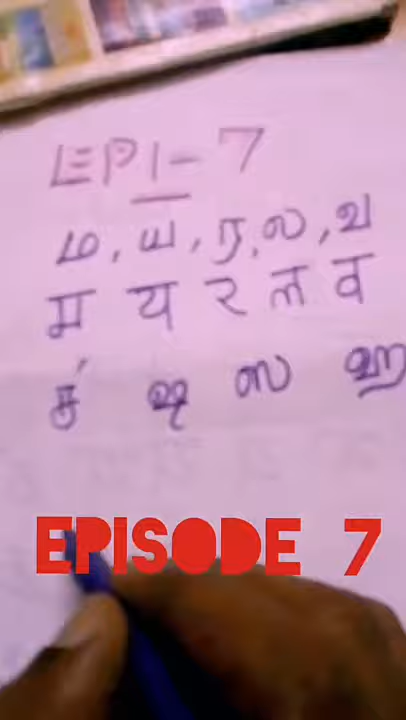 EPI-7
ம, ய, ர, ல, வ
म य र ल व
ச ஷ ஸ ஹ
EPISODE 7